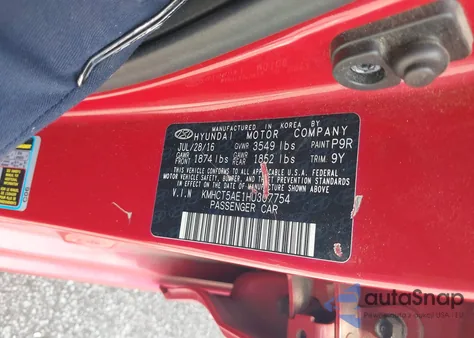 MANUFACTURED IN KOREA BY
HYUNDAI MOTOR COMPANY
JUL/28/16 GVWR 3549 lbs PAINT P9R
GAWR FRONT 1874 lbs GAWR REAR 1852 lbs TRIM 9Y
THIS VEHICLE CONFORMS TO ALL APPLICABLE U.S.A. FEDERAL
MOTOR VEHICLE SAFETY, BUMPER, AND THEFT PREVENTION
STANDARDS IN EFFECT ON THE DATE OF MANUFACTURE
SHOWN ABOVE.
V.I.N KMHCT5AE1HU307754
PASSENGER CAR
autoSnap